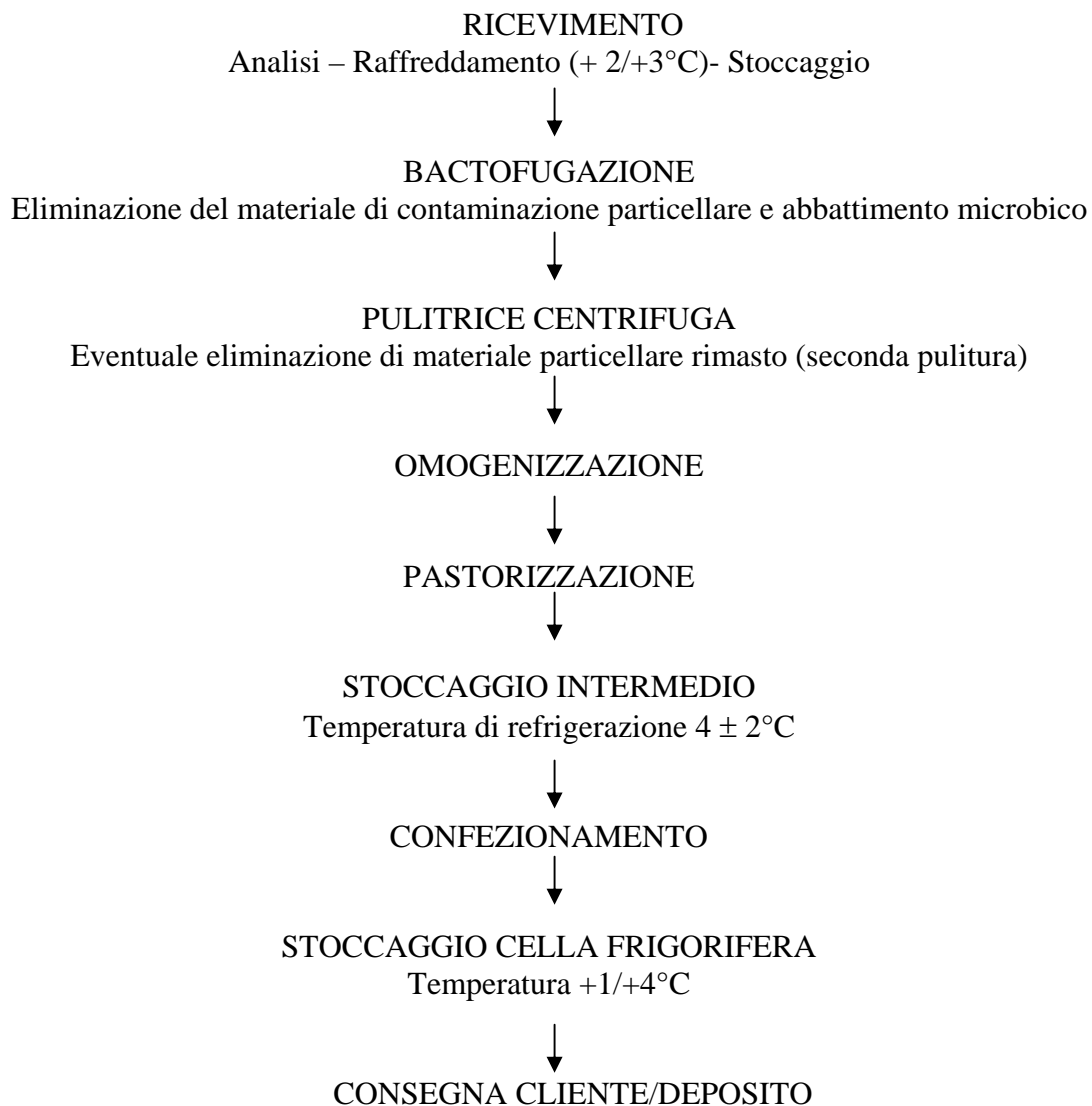 RICEVIMENTO
Analisi – Raffreddamento (+ 2/+3°C)- Stoccaggio
BACTOFUGAZIONE
Eliminazione del materiale di contaminazione particellare e abbattimento microbico
PULITRICE CENTRIFUGA
Eventuale eliminazione di materiale particellare rimasto (seconda pulitura)
OMOGENIZZAZIONE
PASTORIZZAZIONE
STOCCAGGIO INTERMEDIO
Temperatura di refrigerazione 4 ± 2°C
CONFEZIONAMENTO
STOCCAGGIO CELLA FRIGORIFERA
Temperatura +1/+4°C
CONSEGNA CLIENTE/DEPOSITO